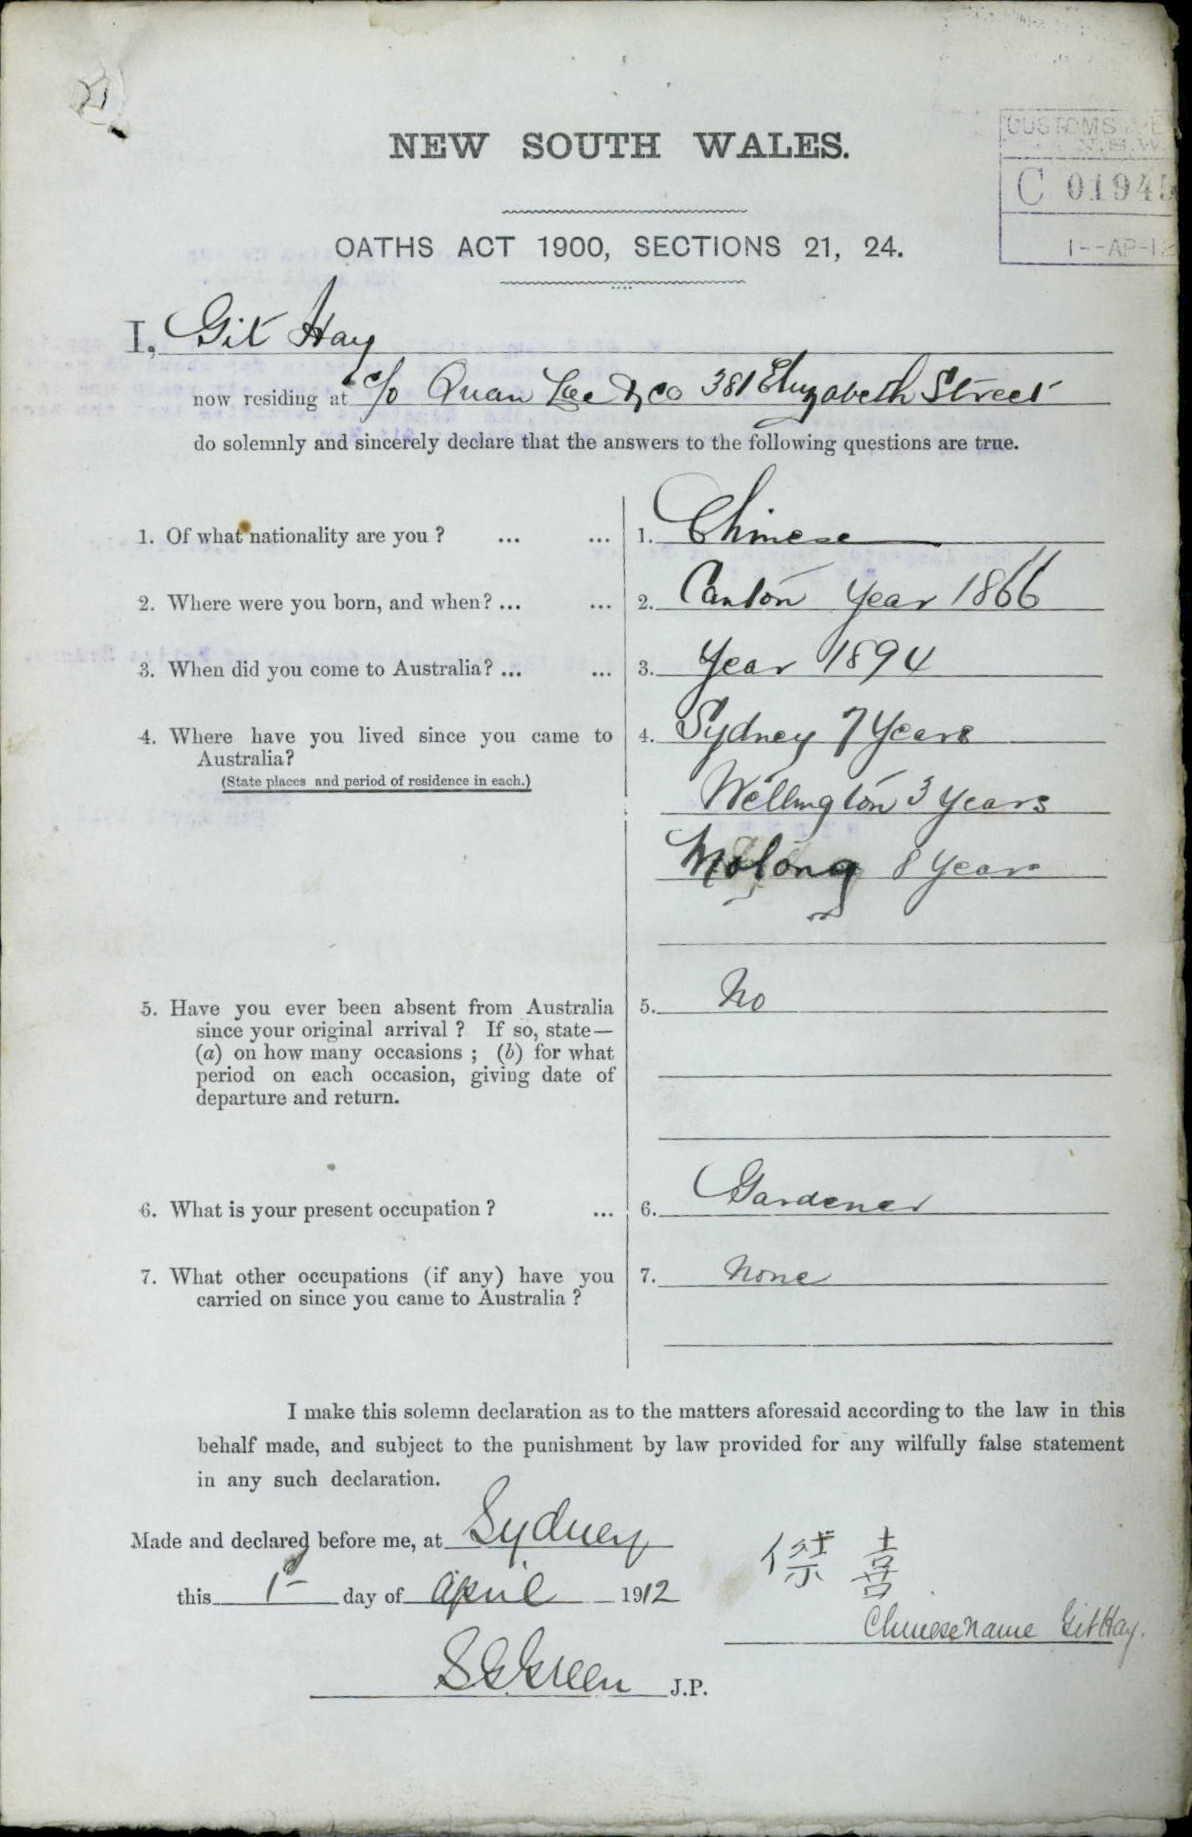 NEW SOUTH WALES.
CUSTOMS
N.S.W.
C 01945
1--AP-12
OATHS ACT 1900, SECTIONS 21, 24.
I, Git Hay
now residing at c/o Quan Lee & Co 381 Elizabeth Street
do solemnly and sincerely declare that the answers to the following questions are true.
1. Of what nationality are you ? ... ... 1. Chinese
2. Where were you born, and when? ... ... 2. Canton Year 1866
3. When did you come to Australia? ... ... 3. Year 1894
4. Where have you lived since you came to 4. Sydney 7 Years
Australia?
(State places and period of residence in each.)
Wellington 3 Years
Molong 8 Years
5. Have you ever been absent from Australia 5. No
since your original arrival ? If so, state—
(a) on how many occasions ; (b) for what
period on each occasion, giving date of
departure and return.
6. What is your present occupation ? ... 6. Gardener
7. What other occupations (if any) have you 7. None
carried on since you came to Australia ?
I make this solemn declaration as to the matters aforesaid according to the law in this
behalf made, and subject to the punishment by law provided for any wilfully false statement
in any such declaration.
Made and declared before me, at Sydney
喜
this 1st day of April 1912
Chinese name Git Hay.
S G Green J.P.